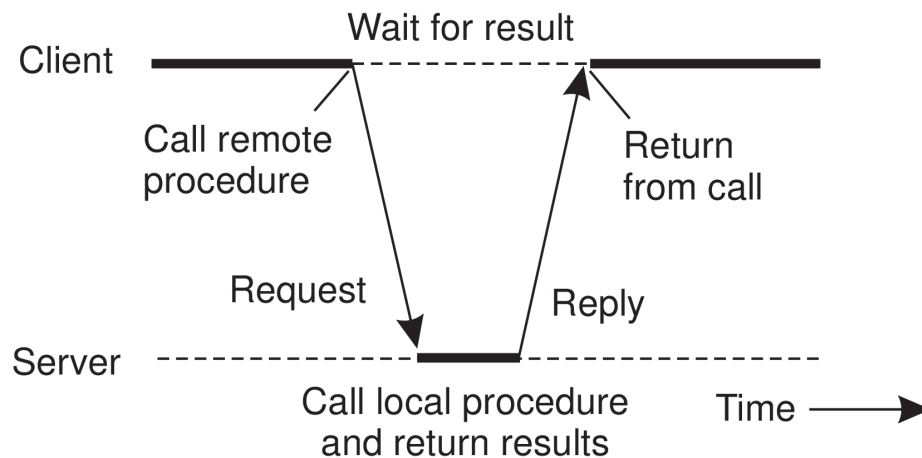 Wait for result
Client
Call remote
procedure
Return
from call
Request
Reply
Server
Call local procedure
and return results
Time